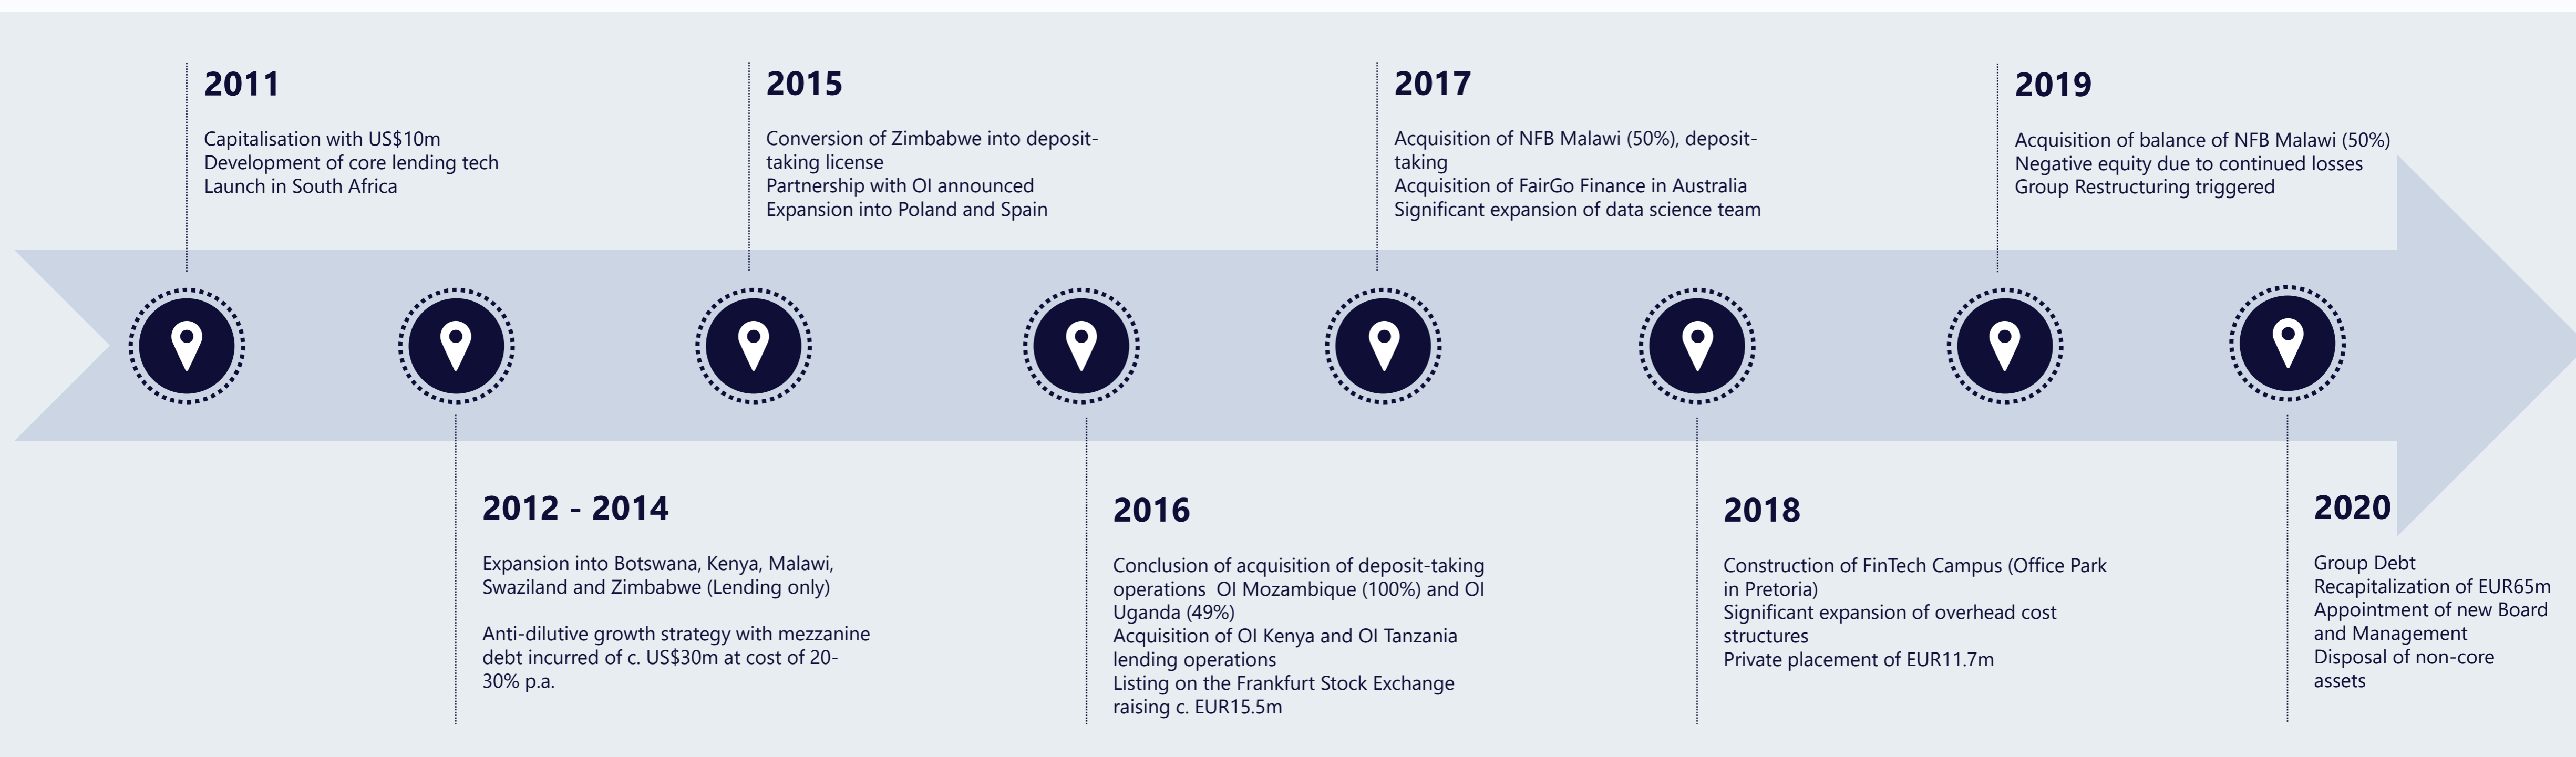 2011
Capitalisation with US$10m
Development of core lending tech
Launch in South Africa
2012 - 2014
Expansion into Botswana, Kenya, Malawi,
Swaziland and Zimbabwe (Lending only)
Anti-dilutive growth strategy with mezzanine
debt incurred of c. US$30m at cost of 20-
30% p.a.
2015
Conversion of Zimbabwe into deposit-
taking license
Partnership with OI announced
Expansion into Poland and Spain
2016
Conclusion of acquisition of deposit-taking
operations  OI Mozambique (100%) and OI
Uganda (49%)
Acquisition of OI Kenya and OI Tanzania
lending operations
Listing on the Frankfurt Stock Exchange
raising c. EUR15.5m
2017
Acquisition of NFB Malawi (50%), deposit-
taking
Acquisition of FairGo Finance in Australia
Significant expansion of data science team
2018
Construction of FinTech Campus (Office Park
in Pretoria)
Significant expansion of overhead cost
structures
Private placement of EUR11.7m
2019
Acquisition of balance of NFB Malawi (50%)
Negative equity due to continued losses
Group Restructuring triggered
2020
Group Debt
Recapitalization of EUR65m
Appointment of new Board
and Management
Disposal of non-core
assets